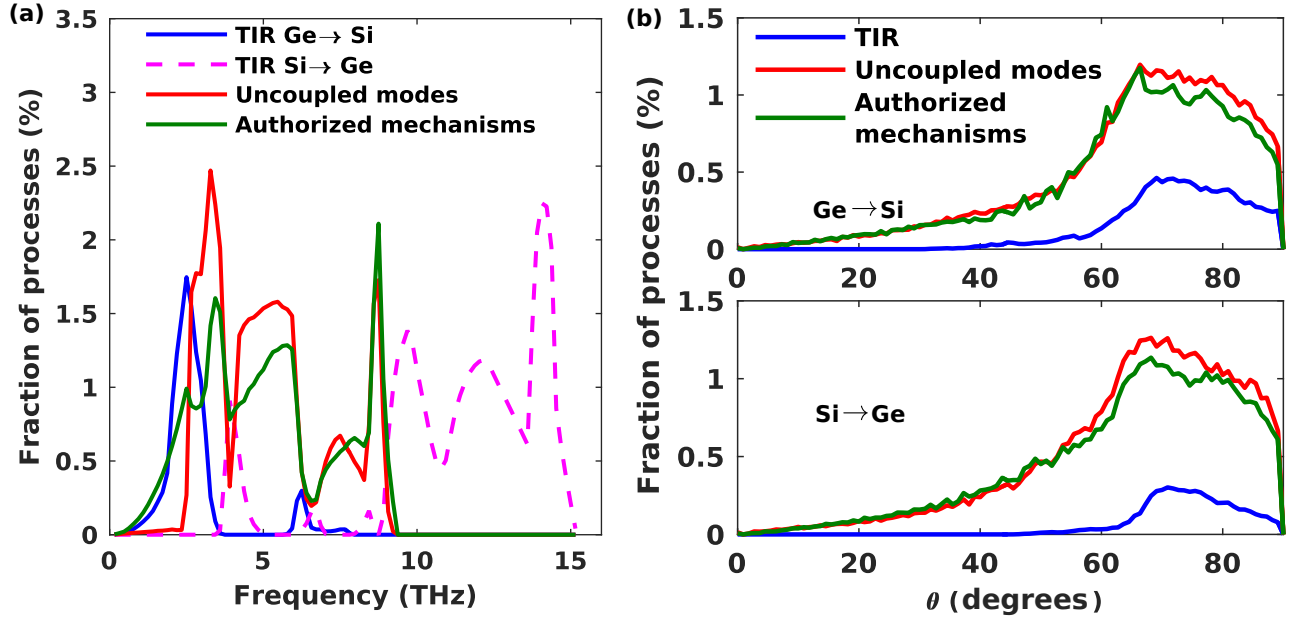 (a)
3.5
3
2.5
2
1.5
1
0.5
0
0 5 10 15
Fraction of processes (%)
Frequency (THz)
TIR Ge→ Si
TIR Si→ Ge
Uncoupled modes
Authorized mechanisms
(b)
Fraction of processes (%)
1.5
1
0.5
0
TIR
Uncoupled modes
Authorized
mechanisms
Ge→Si
0 20 40 60 80
1.5
1
0.5
0
Si→Ge
0 20 40 60 80
θ (degrees)